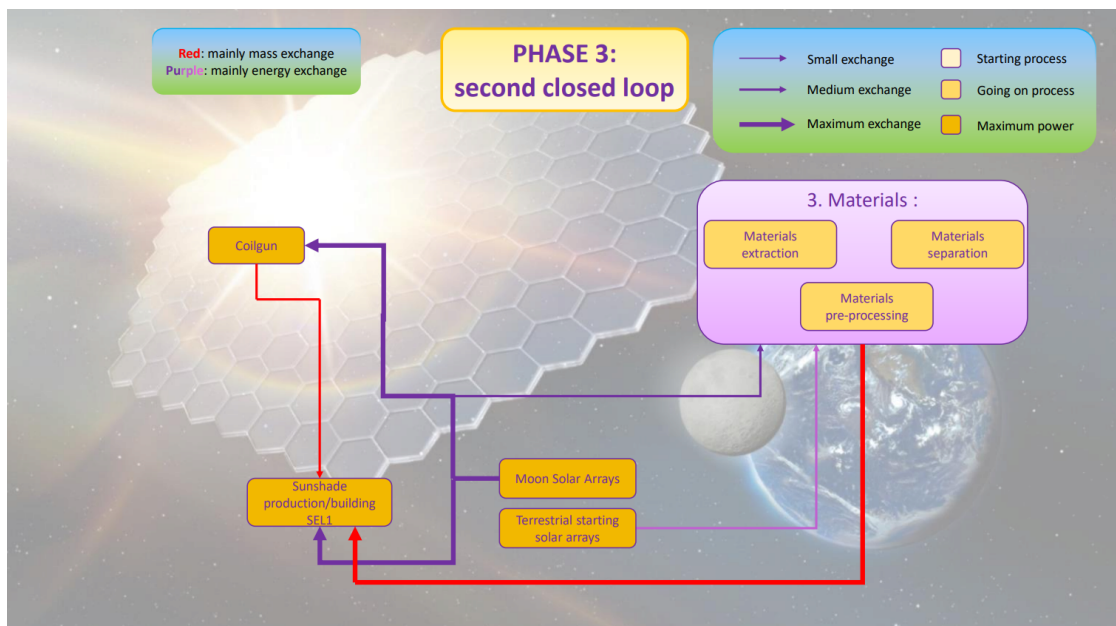 Red: mainly mass exchange
Purple: mainly energy exchange
PHASE 3:
second closed loop
Small exchange
Starting process
Medium exchange
Going on process
Maximum exchange
Maximum power
3. Materials :
Materials
extraction
Materials
separation
Materials
pre-processing
Coilgun
Moon Solar Arrays
Sunshade
production/building
SEL1
Terrestrial starting
solar arrays